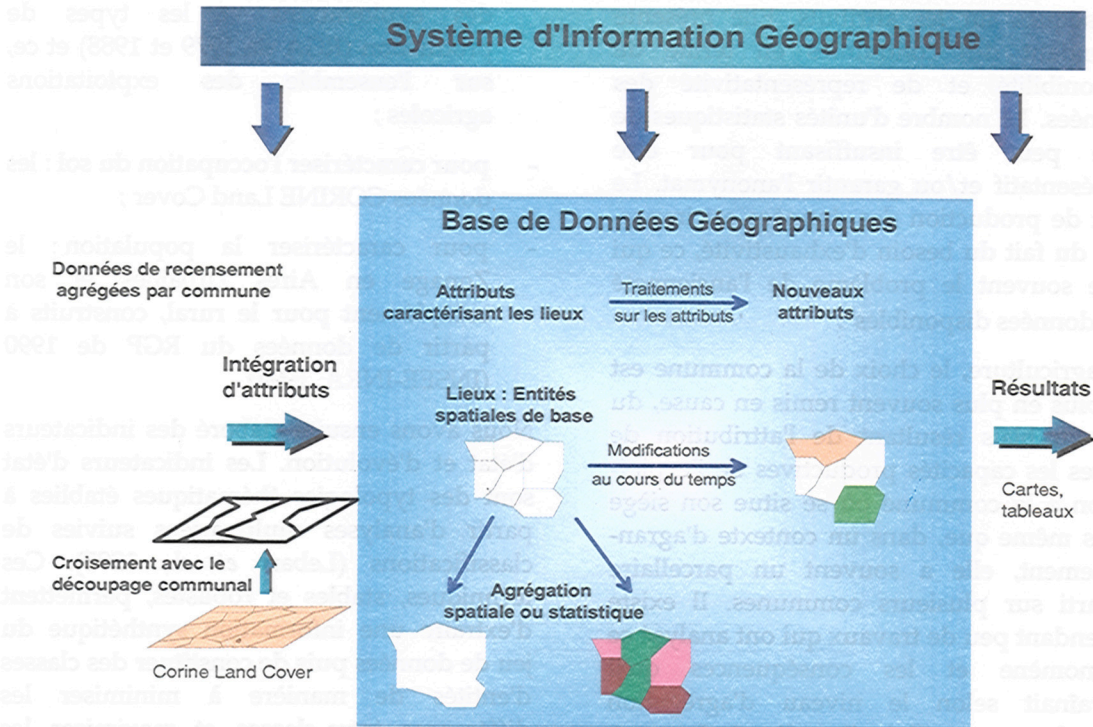 Système d'Information Géographique
Base de Données Géographiques
Données de recensement
agrégées par commune
Attributs
caractérisant les lieux
Traitements
sur les attributs
Nouveaux
attributs
Intégration
d'attributs
Lieux : Entités
spatiales de base
Modifications
au cours du temps
Résultats
Cartes,
tableaux
Croisement avec le
découpage communal
Corine Land Cover
Agrégation
spatiale ou statistique